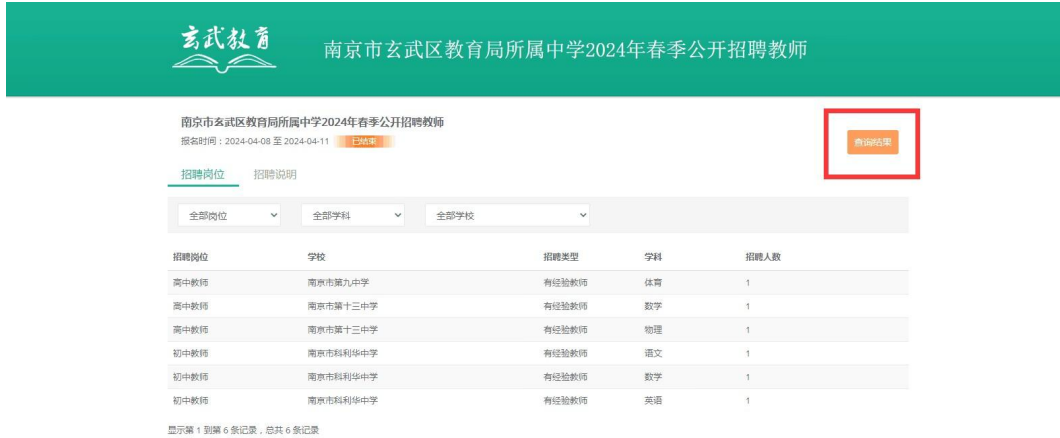 玄武教育
南京市玄武区教育局所属中学2024年春季公开招聘教师
南京市玄武区教育局所属中学2024年春季公开招聘教师
报名时间：2024-04-08 至 2024-04-11 已结束
查询结果
招聘岗位 招聘说明
全部岗位 全部学科 全部学校
招聘岗位 学校 招聘类型 学科 招聘人数
高中教师 南京市第九中学 有经验教师 体育 1
高中教师 南京市第十三中学 有经验教师 数学 1
高中教师 南京市第十三中学 有经验教师 物理 1
初中教师 南京市科利华中学 有经验教师 语文 1
初中教师 南京市科利华中学 有经验教师 数学 1
初中教师 南京市科利华中学 有经验教师 英语 1
显示第 1 到第 6 条记录，总共 6 条记录